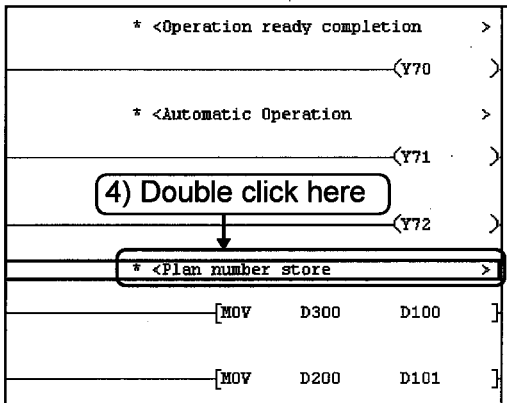 * <Operation ready completion >
(Y70 )
* <Automatic Operation >
(Y71 )
4) Double click here
(Y72 )
* <Plan number store >
[MOV D300 D100 ]
[MOV D200 D101 ]